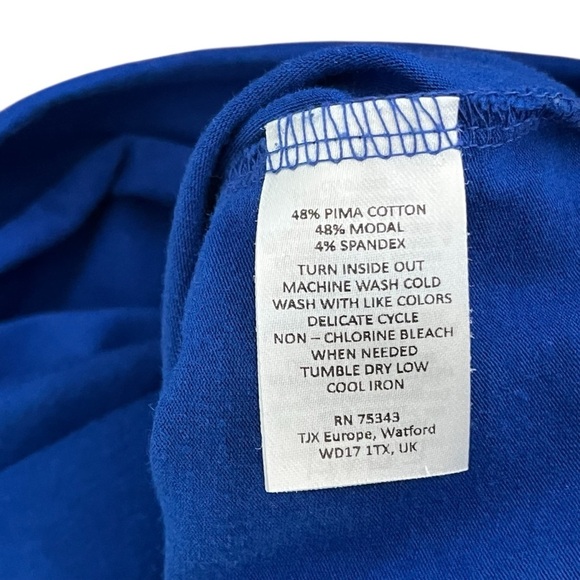 48% PIMA COTTON
48% MODAL
4% SPANDEX
TURN INSIDE OUT
MACHINE WASH COLD
WASH WITH LIKE COLORS
DELICATE CYCLE
NON – CHLORINE BLEACH
WHEN NEEDED
TUMBLE DRY LOW
COOL IRON
RN 75343
TJX Europe, Watford
WD17 1TX, UK